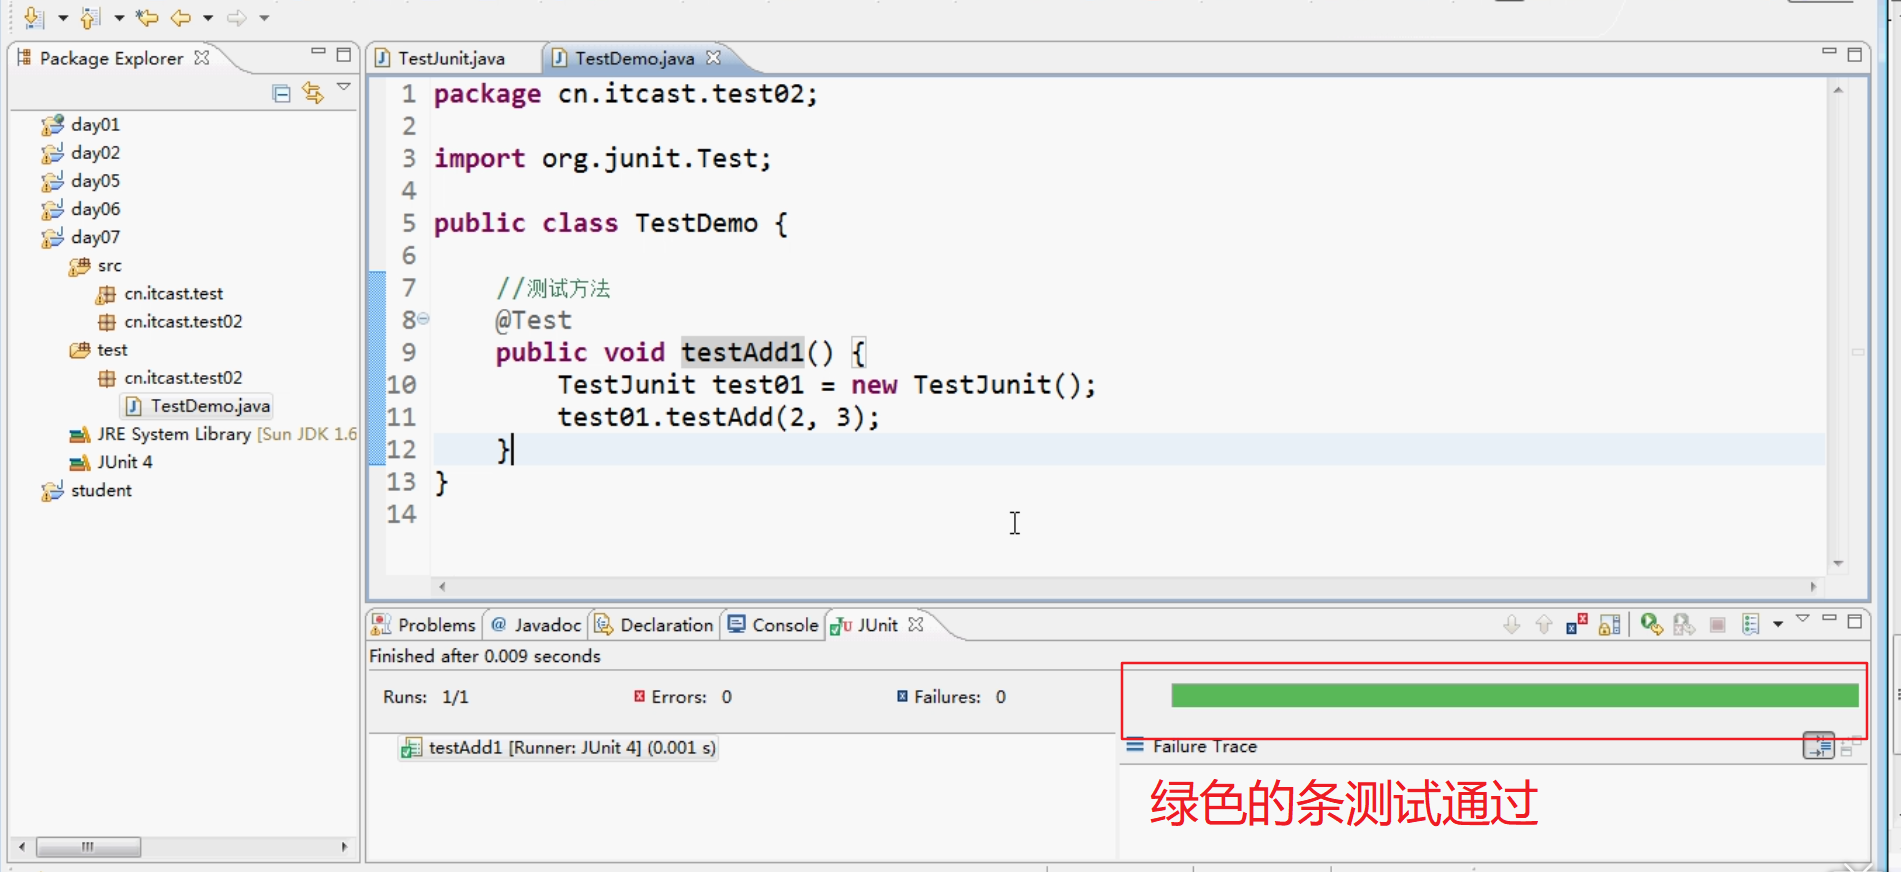 Package Explorer
day01
day02
day05
day06
day07
src
cn.itcast.test
cn.itcast.test02
test
cn.itcast.test02
TestDemo.java
JRE System Library [Sun JDK 1.6
JUnit 4
student
TestJunit.java
TestDemo.java
1 package cn.itcast.test02;
2
3 import org.junit.Test;
4
5 public class TestDemo {
6
7 //测试方法
8 @Test
9 public void testAdd1() {
10 TestJunit test01 = new TestJunit();
11 test01.testAdd(2, 3);
12 }
13 }
14
Problems @ Javadoc Declaration Console JUnit
Finished after 0.009 seconds
Runs: 1/1 Errors: 0 Failures: 0
testAdd1 [Runner: JUnit 4] (0.001 s)
Failure Trace
绿色的条测试通过